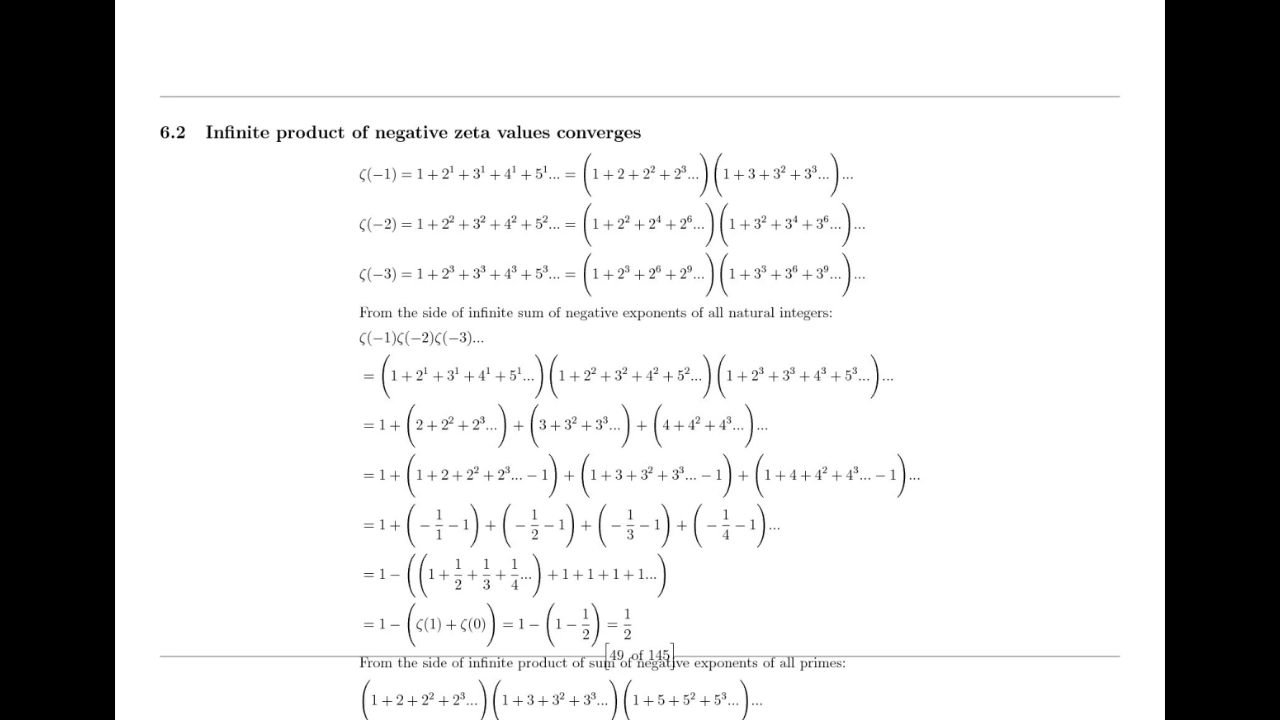 6.2 Infinite product of negative zeta values converges
ζ(−1) = 1 + 2¹ + 3¹ + 4¹ + 5¹... = (1 + 2 + 2² + 2³...)(1 + 3 + 3² + 3³...)...
ζ(−2) = 1 + 2² + 3² + 4² + 5²... = (1 + 2² + 2⁴ + 2⁶...)(1 + 3² + 3⁴ + 3⁶...)...
ζ(−3) = 1 + 2³ + 3³ + 4³ + 5³... = (1 + 2³ + 2⁶ + 2⁹...)(1 + 3³ + 3⁶ + 3⁹...)...
From the side of infinite sum of negative exponents of all natural integers:
ζ(−1)ζ(−2)ζ(−3)...
= (1 + 2¹ + 3¹ + 4¹ + 5¹...)(1 + 2² + 3² + 4² + 5²...)(1 + 2³ + 3³ + 4³ + 5³...)...
= 1 + (2 + 2² + 2³...) + (3 + 3² + 3³...) + (4 + 4² + 4³...)...
= 1 + (1 + 2 + 2² + 2³... − 1) + (1 + 3 + 3² + 3³... − 1) + (1 + 4 + 4² + 4³... − 1)...
= 1 + (−1/1 − 1) + (−1/2 − 1) + (−1/3 − 1) + (−1/4 − 1)...
= 1 − ((1 + 1/2 + 1/3 + 1/4...) + 1 + 1 + 1 + 1...)
= 1 − (ζ(1) + ζ(0)) = 1 − (1 − 1/2) = 1/2
[49 of 145]
From the side of infinite product of sum of negative exponents of all primes:
(1 + 2 + 2² + 2³...)(1 + 3 + 3² + 3³...)(1 + 5 + 5² + 5³...)...